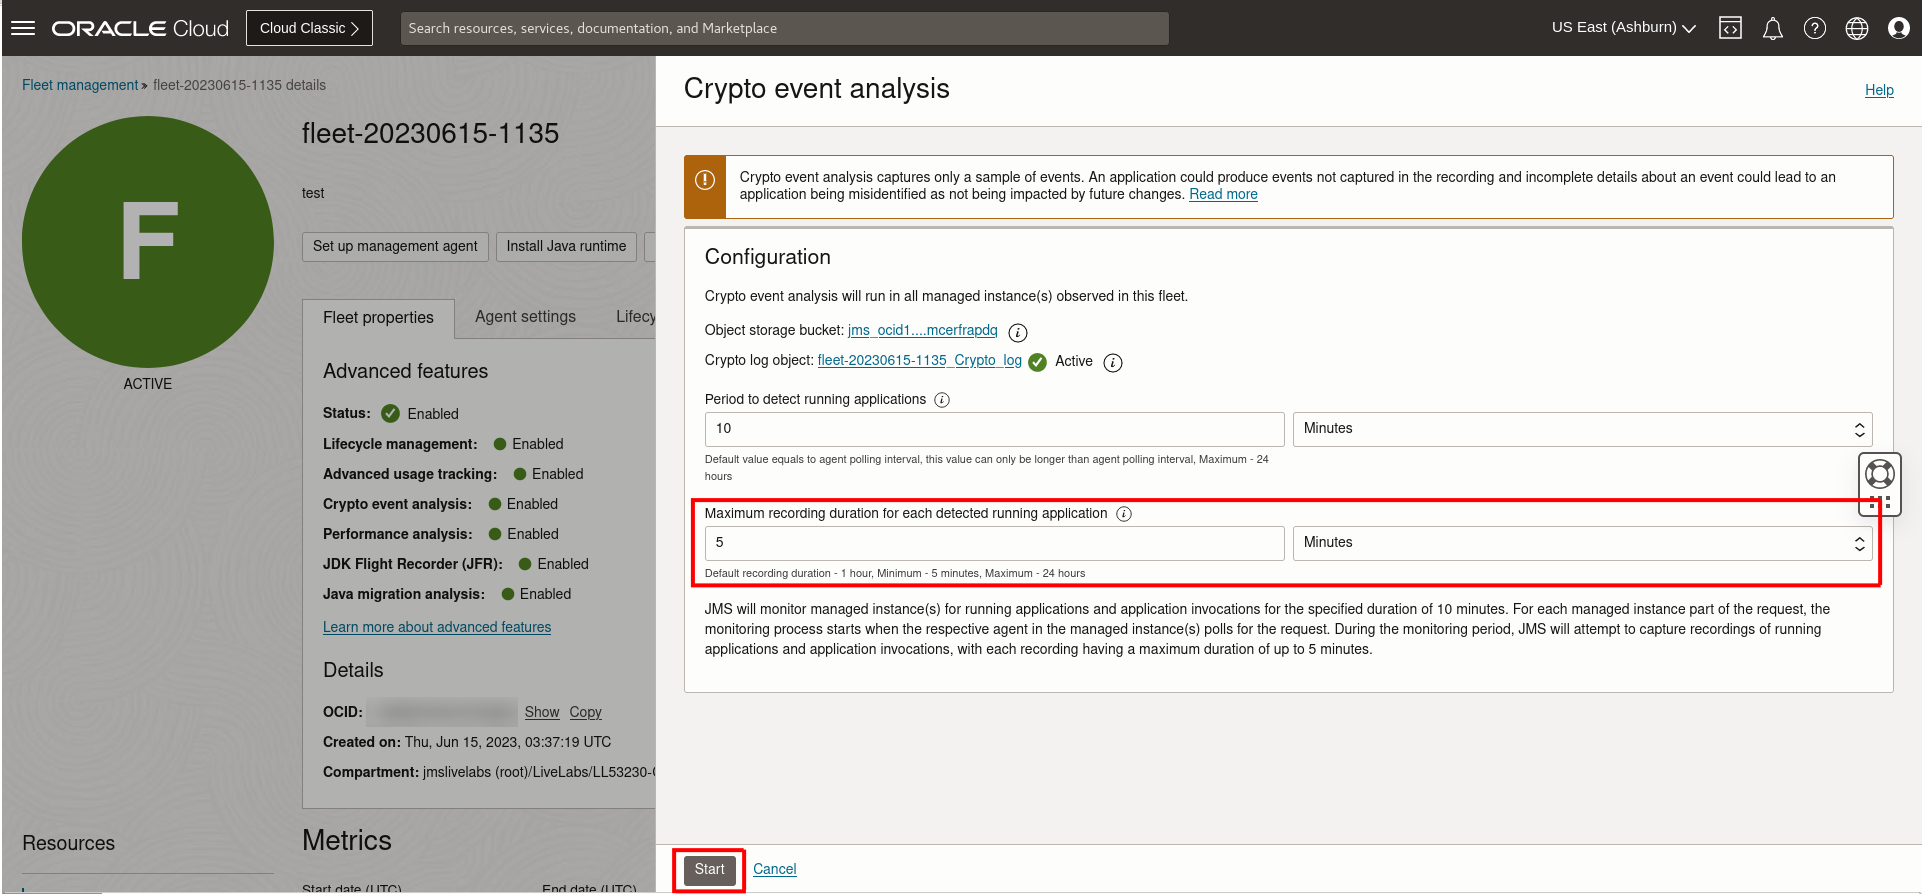 ORACLE Cloud
Cloud Classic
Search resources, services, documentation, and Marketplace
US East (Ashburn)
Fleet management » fleet-20230615-1135 details
F
ACTIVE
fleet-20230615-1135
test
Set up management agent
Install Java runtime
Fleet properties
Agent settings
Lifecy
Advanced features
Status: Enabled
Lifecycle management: Enabled
Advanced usage tracking: Enabled
Crypto event analysis: Enabled
Performance analysis: Enabled
JDK Flight Recorder (JFR): Enabled
Java migration analysis: Enabled
Learn more about advanced features
Details
OCID: Show Copy
Created on: Thu, Jun 15, 2023, 03:37:19 UTC
Compartment: jmslivelabs (root)/LiveLabs/LL53230-
Resources
Metrics
Start date (UTC)
End date (UTC)
Crypto event analysis
Help
Crypto event analysis captures only a sample of events. An application could produce events not captured in the recording and incomplete details about an event could lead to an
application being misidentified as not being impacted by future changes. Read more
Configuration
Crypto event analysis will run in all managed instance(s) observed in this fleet.
Object storage bucket: jms_ocid1....mcerfrapdq
Crypto log object: fleet-20230615-1135_Crypto_log Active
Period to detect running applications
10
Minutes
Default value equals to agent polling interval, this value can only be longer than agent polling interval, Maximum - 24
hours
Maximum recording duration for each detected running application
5
Minutes
Default recording duration - 1 hour, Minimum - 5 minutes, Maximum - 24 hours
JMS will monitor managed instance(s) for running applications and application invocations for the specified duration of 10 minutes. For each managed instance part of the request, the
monitoring process starts when the respective agent in the managed instance(s) polls for the request. During the monitoring period, JMS will attempt to capture recordings of running
applications and application invocations, with each recording having a maximum duration of up to 5 minutes.
Start
Cancel